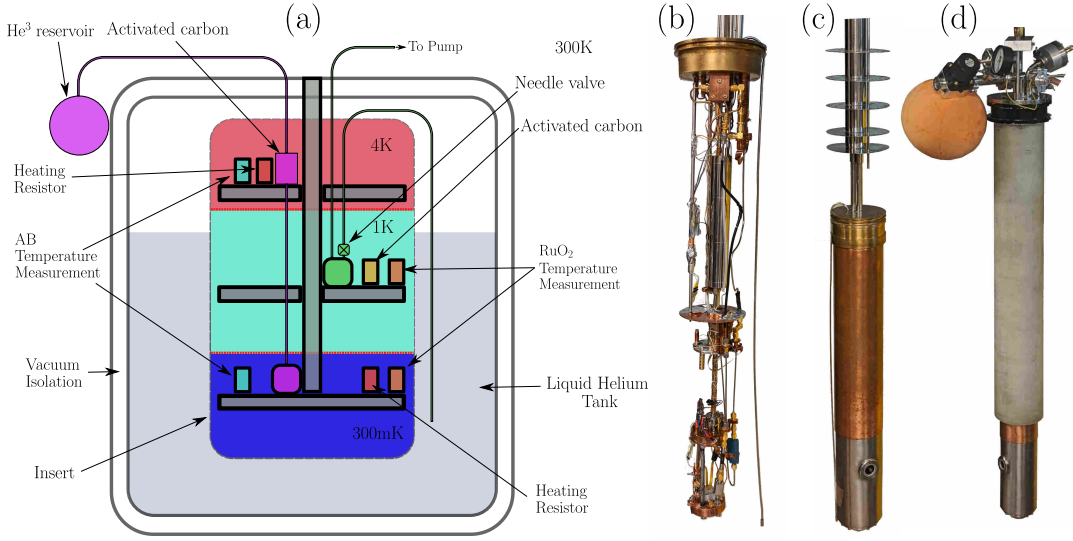 (a)
(b)
(c)
(d)
He³ reservoir
Activated carbon
To Pump
300K
Needle valve
Activated carbon
4K
Heating
Resistor
1K
AB
Temperature
Measurement
RuO₂
Temperature
Measurement
Vacuum
Isolation
Liquid Helium
Tank
300mK
Insert
Heating
Resistor